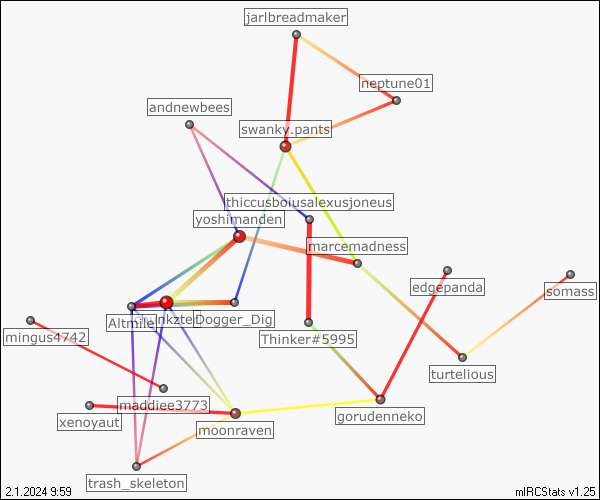 jarlbreadmaker
neptune01
andnewbees
swanky.pants
thiccusboiusalexusjoneus
yoshimanden
marcemadness
edgepanda
somass
Altmile
Dogger_Dig
mingus4742
Thinker#5995
turtelious
maddiee3773
xenoyaut
gorudenneko
moonraven
trash_skeleton
2.1.2024 9:59
mIRCStats v1.25